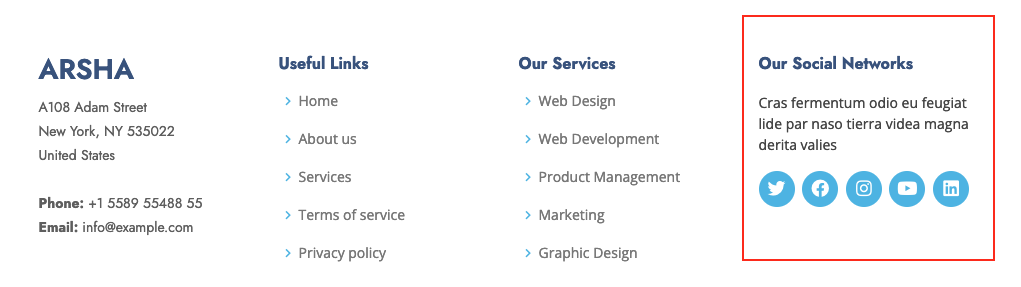 ARSHA
A108 Adam Street
New York, NY 535022
United States
Phone: +1 5589 55488 55
Email: info@example.com
Useful Links
Home
About us
Services
Terms of service
Privacy policy
Our Services
Web Design
Web Development
Product Management
Marketing
Graphic Design
Our Social Networks
Cras fermentum odio eu feugiat
lide par naso tierra videa magna
derita valies